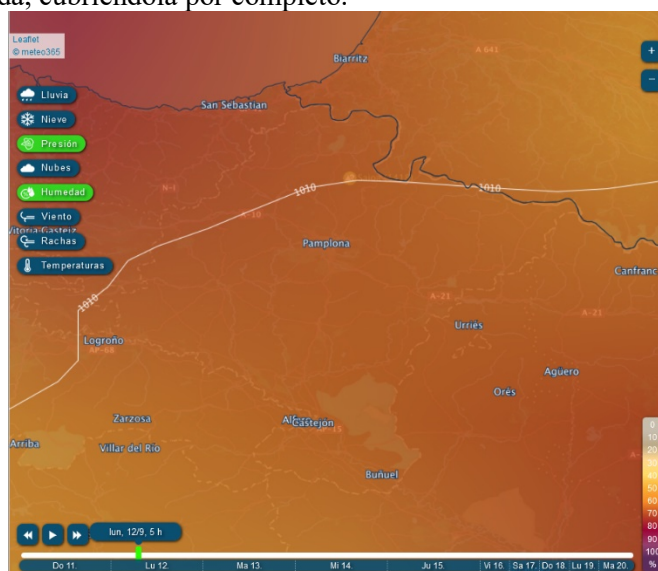 da, cubriéndola por completo.
Leaflet
© meteo365
Biarritz
A 641
+
−
Lluvia
San Sebastian
Nieve
Presión
Nubes
1010
1010
N-I
Humedad
A-10
Viento
Vitoria-Gasteiz
Rachas
Pamplona
Temperaturas
Canfranc
1010
A-21
A-21
Urriés
Logroño
AP-68
Agüero
Orés
Zarzosa
Castejón
AP-15
Arriba
Villar del Río
Buñuel
0
10
20
30
40
50
60
70
80
90
100
%
lun, 12/9, 5 h
Do 11. Lu 12. Ma 13. Mi 14. Ju 15. Vi 16. Sa 17. Do 18. Lu 19. Ma 20.